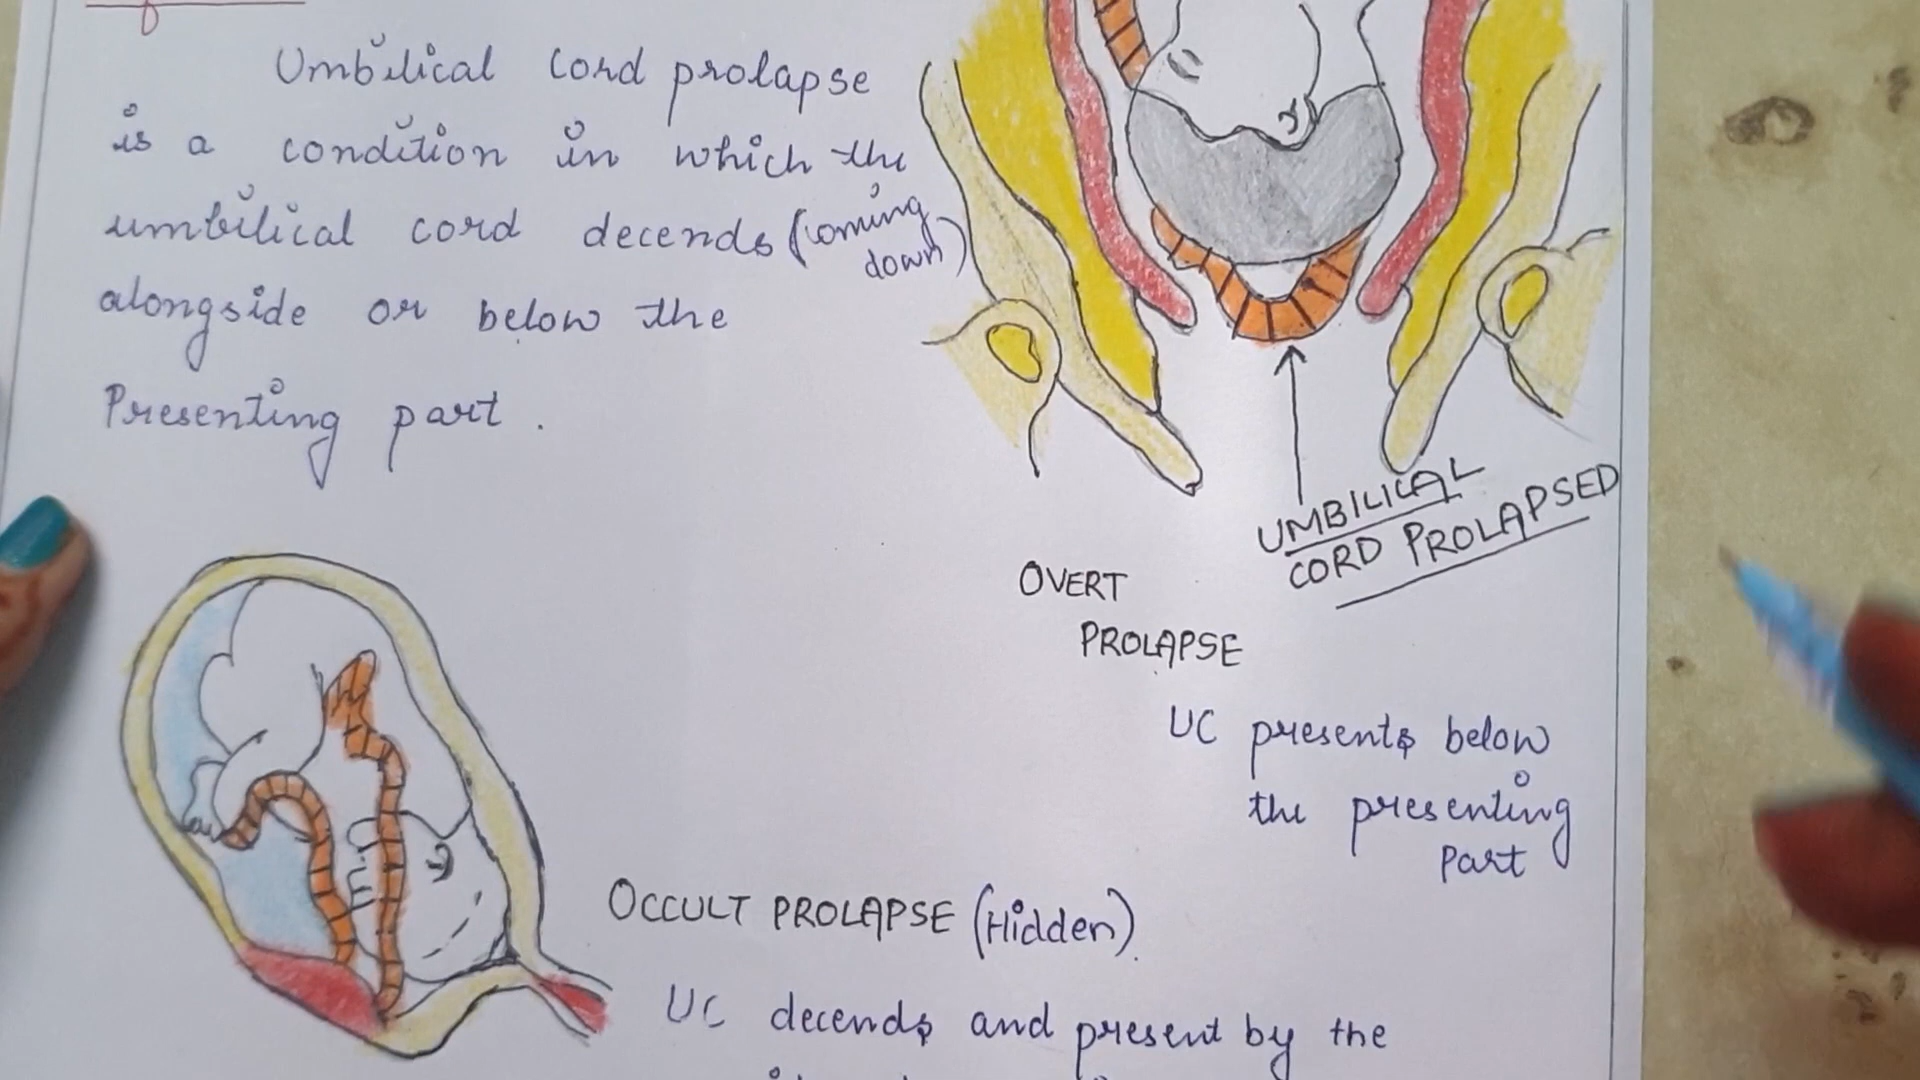 Umbilical cord prolapse
is a condition in which the
umbilical cord decends (coming down)
alongside or below the
Presenting part.
UMBILICAL
CORD PROLAPSED
OVERT
PROLAPSE
UC presents below
the presenting
part
OCCULT PROLAPSE (Hidden)
UC decends and present by the